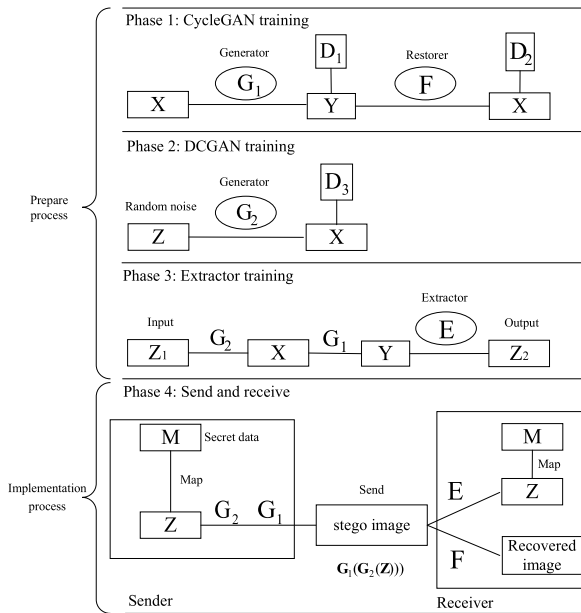 Phase 1: CycleGAN training
Generator
D1
Restorer
D2
G1
F
X
Y
X
Phase 2: DCGAN training
Generator
D3
Random noise
G2
Z
X
Prepare
process
Phase 3: Extractor training
Extractor
Input
G2
G1
E
Output
Z1
X
Y
Z2
Phase 4: Send and receive
M
Secret data
Map
Z
G2
G1
Send
stego image
G1(G2(Z)))
E
F
M
Map
Z
Recovered
image
Implementation
process
Sender
Receiver